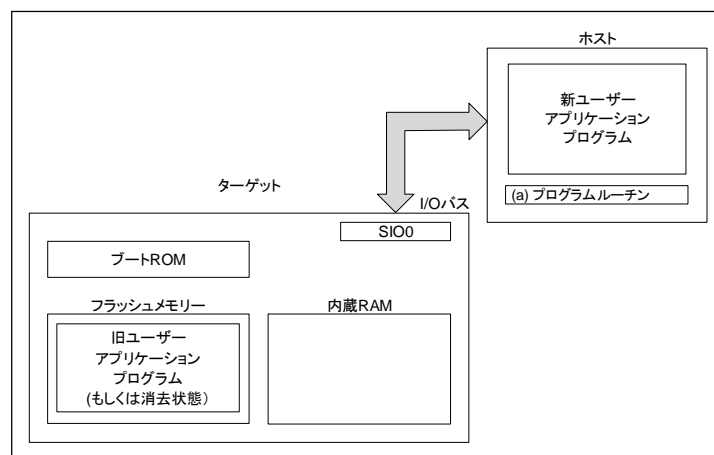 ホスト
新ユーザー
アプリケーション
プログラム
(a) プログラムルーチン
ターゲット
I/Oバス
SIO0
ブートROM
フラッシュメモリー
内蔵RAM
旧ユーザー
アプリケーション
プログラム
(もしくは消去状態）